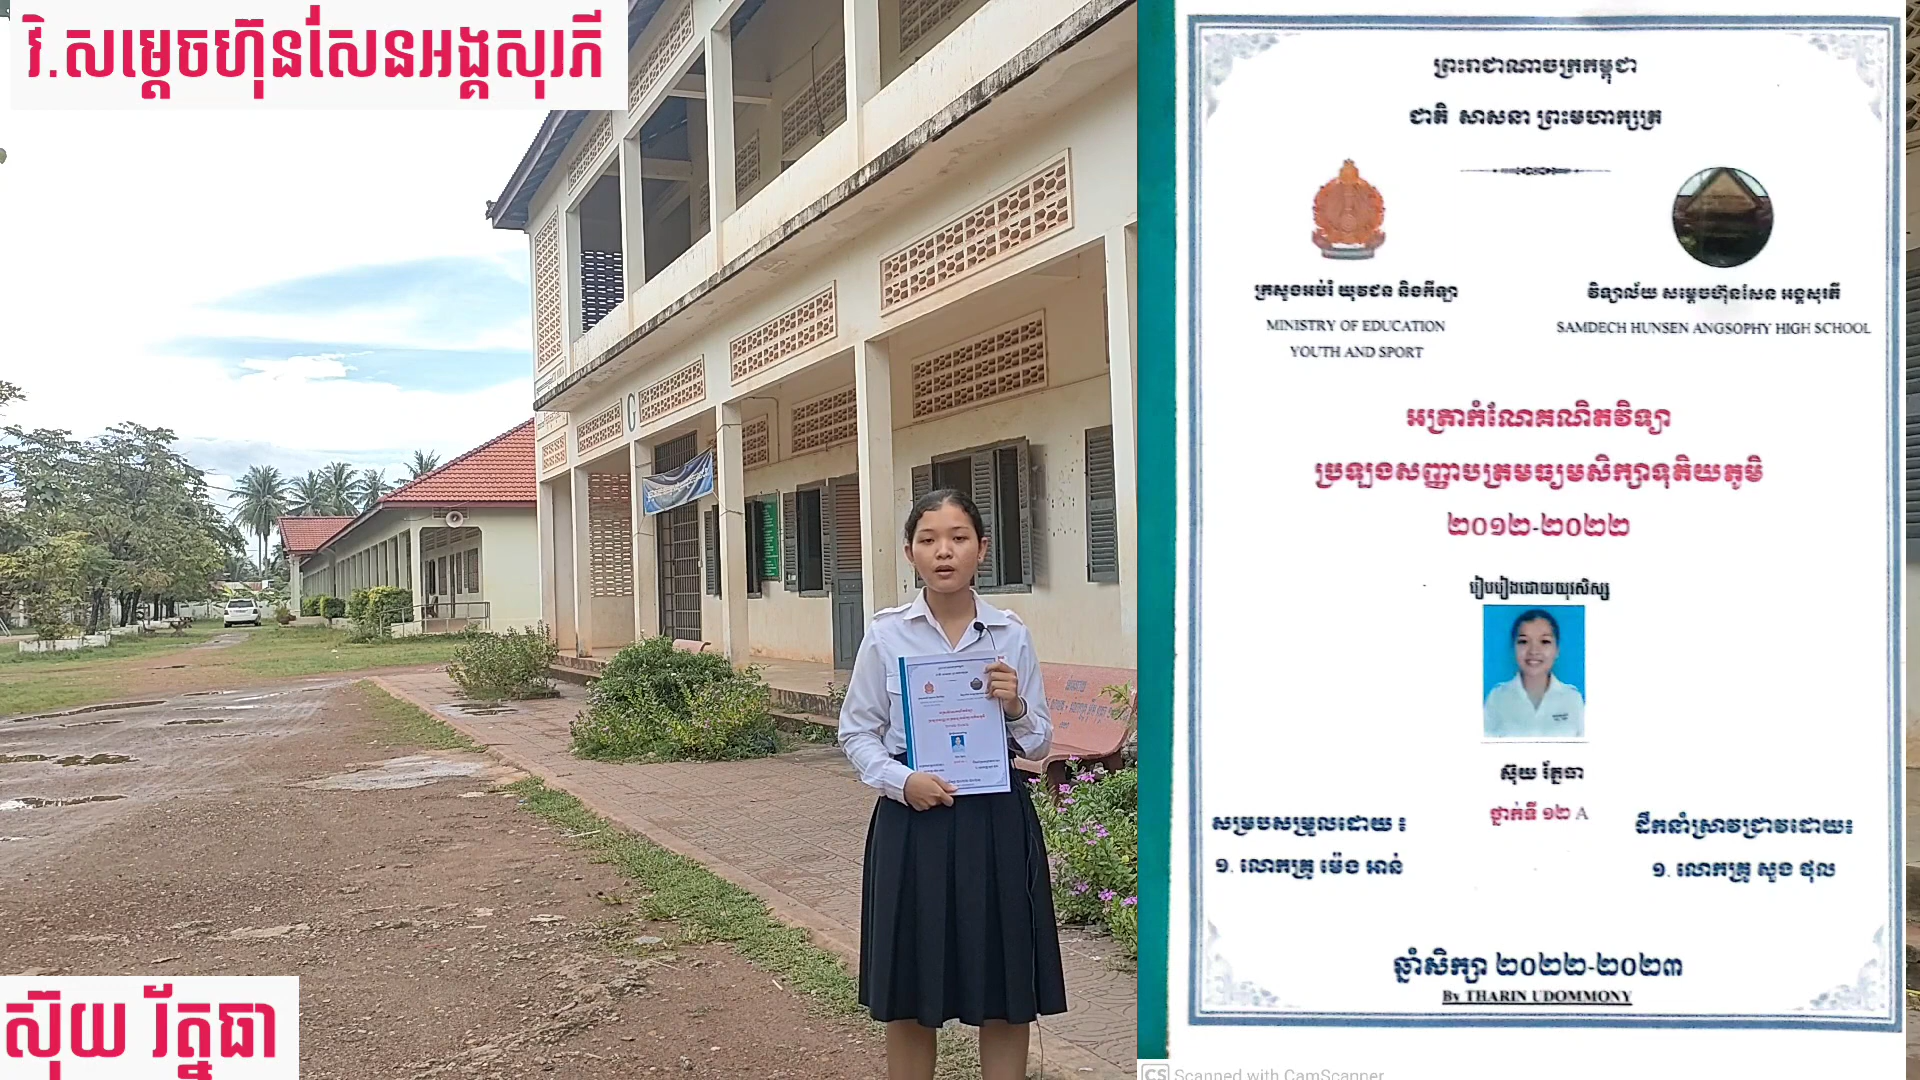 វិ.សម្តេចហ៊ុនសែនអង្គសុរភី
G
ស៊ុយ រ័ត្នធា
ព្រះរាជាណាចក្រកម្ពុជា
ជាតិ សាសនា ព្រះមហាក្សត្រ
ក្រសួងអប់រំ យុវជន និងកីឡា
MINISTRY OF EDUCATION
YOUTH AND SPORT
វិទ្យាល័យ សម្តេចហ៊ុនសែន អង្គសុរភី
SAMDECH HUNSEN ANGSOPHY HIGH SCHOOL
អត្រាកំណែគណិតវិទ្យា
ប្រឡងសញ្ញាបត្រមធ្យមសិក្សាទុតិយភូមិ
២០១២-២០២២
រៀបរៀងដោយយុវសិស្ស
ស៊ុយ រ័ត្នធា
ថ្នាក់ទី ១២ A
សម្របសម្រួលដោយ ៖
១. លោកគ្រូ ម៉េង អាន់
ដឹកនាំស្រាវជ្រាវដោយ៖
១. លោកគ្រូ សួង ផុល
ឆ្នាំសិក្សា ២០២២-២០២៣
By THARIN UDOMMONY
CS Scanned with CamScanner